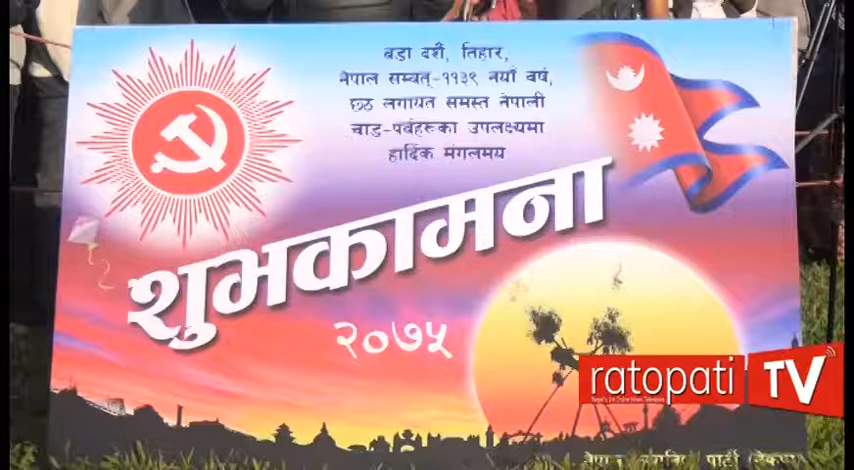 बडा दशैं, तिहार,
नेपाल सम्वत्-११३९ नयाँ वर्ष,
छठ लगायत समस्त नेपाली
चाड-पर्वहरूका उपलक्ष्यमा
हार्दिक मंगलमय
शुभकामना
२०७५
ratopati TV
नेपाल पार्टी